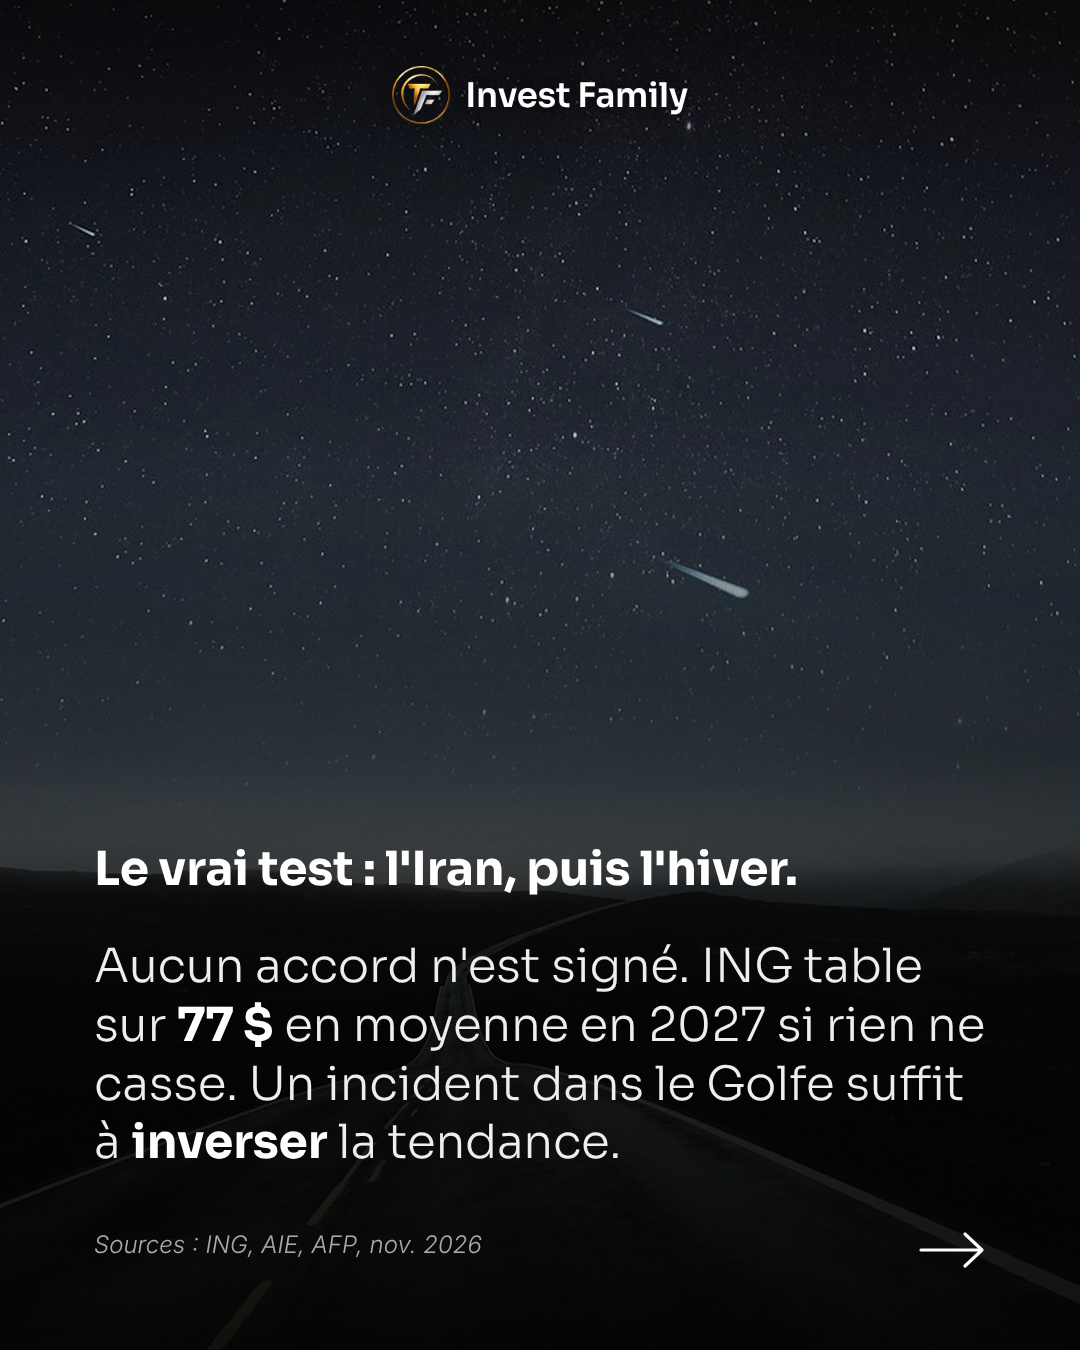 Invest Family
Le vrai test : l'Iran, puis l'hiver.
Aucun accord n'est signé. ING table
sur 77 $ en moyenne en 2027 si rien ne
casse. Un incident dans le Golfe suffit
à inverser la tendance.
Sources : ING, AIE, AFP, nov. 2026